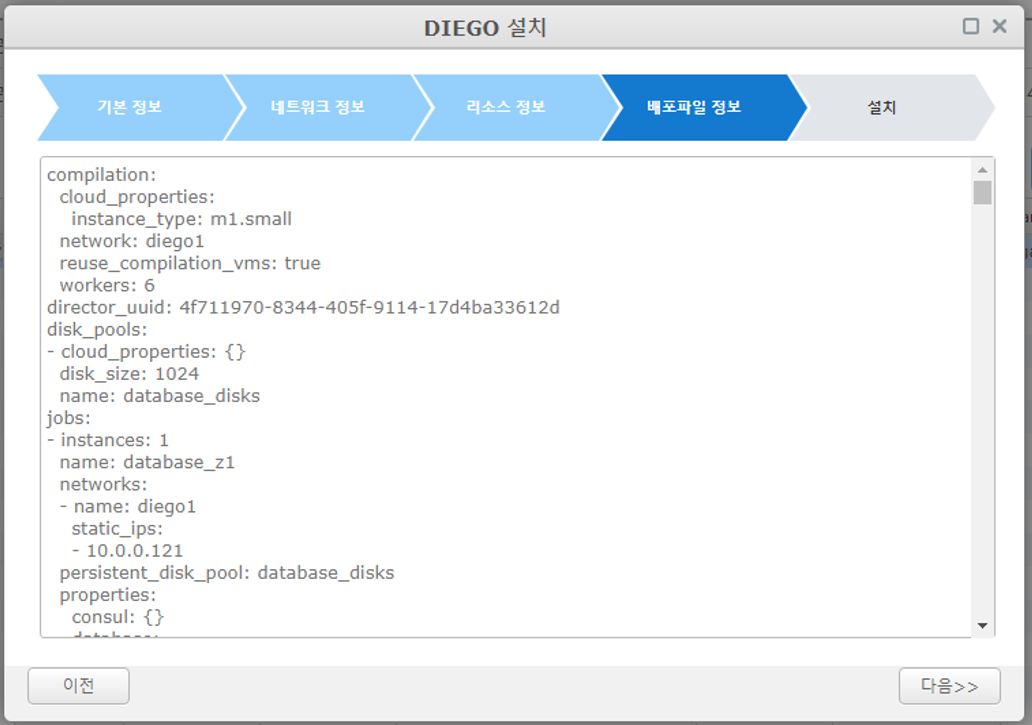 DIEGO 설치
기본 정보
네트워크 정보
리소스 정보
배포파일 정보
설치
compilation:
cloud_properties:
instance_type: m1.small
network: diego1
reuse_compilation_vms: true
workers: 6
director_uuid: 4f711970-8344-405f-9114-17d4ba33612d
disk_pools:
- cloud_properties: {}
disk_size: 1024
name: database_disks
jobs:
- instances: 1
name: database_z1
networks:
- name: diego1
static_ips:
- 10.0.0.121
persistent_disk_pool: database_disks
properties:
consul: {}
이전
다음>>